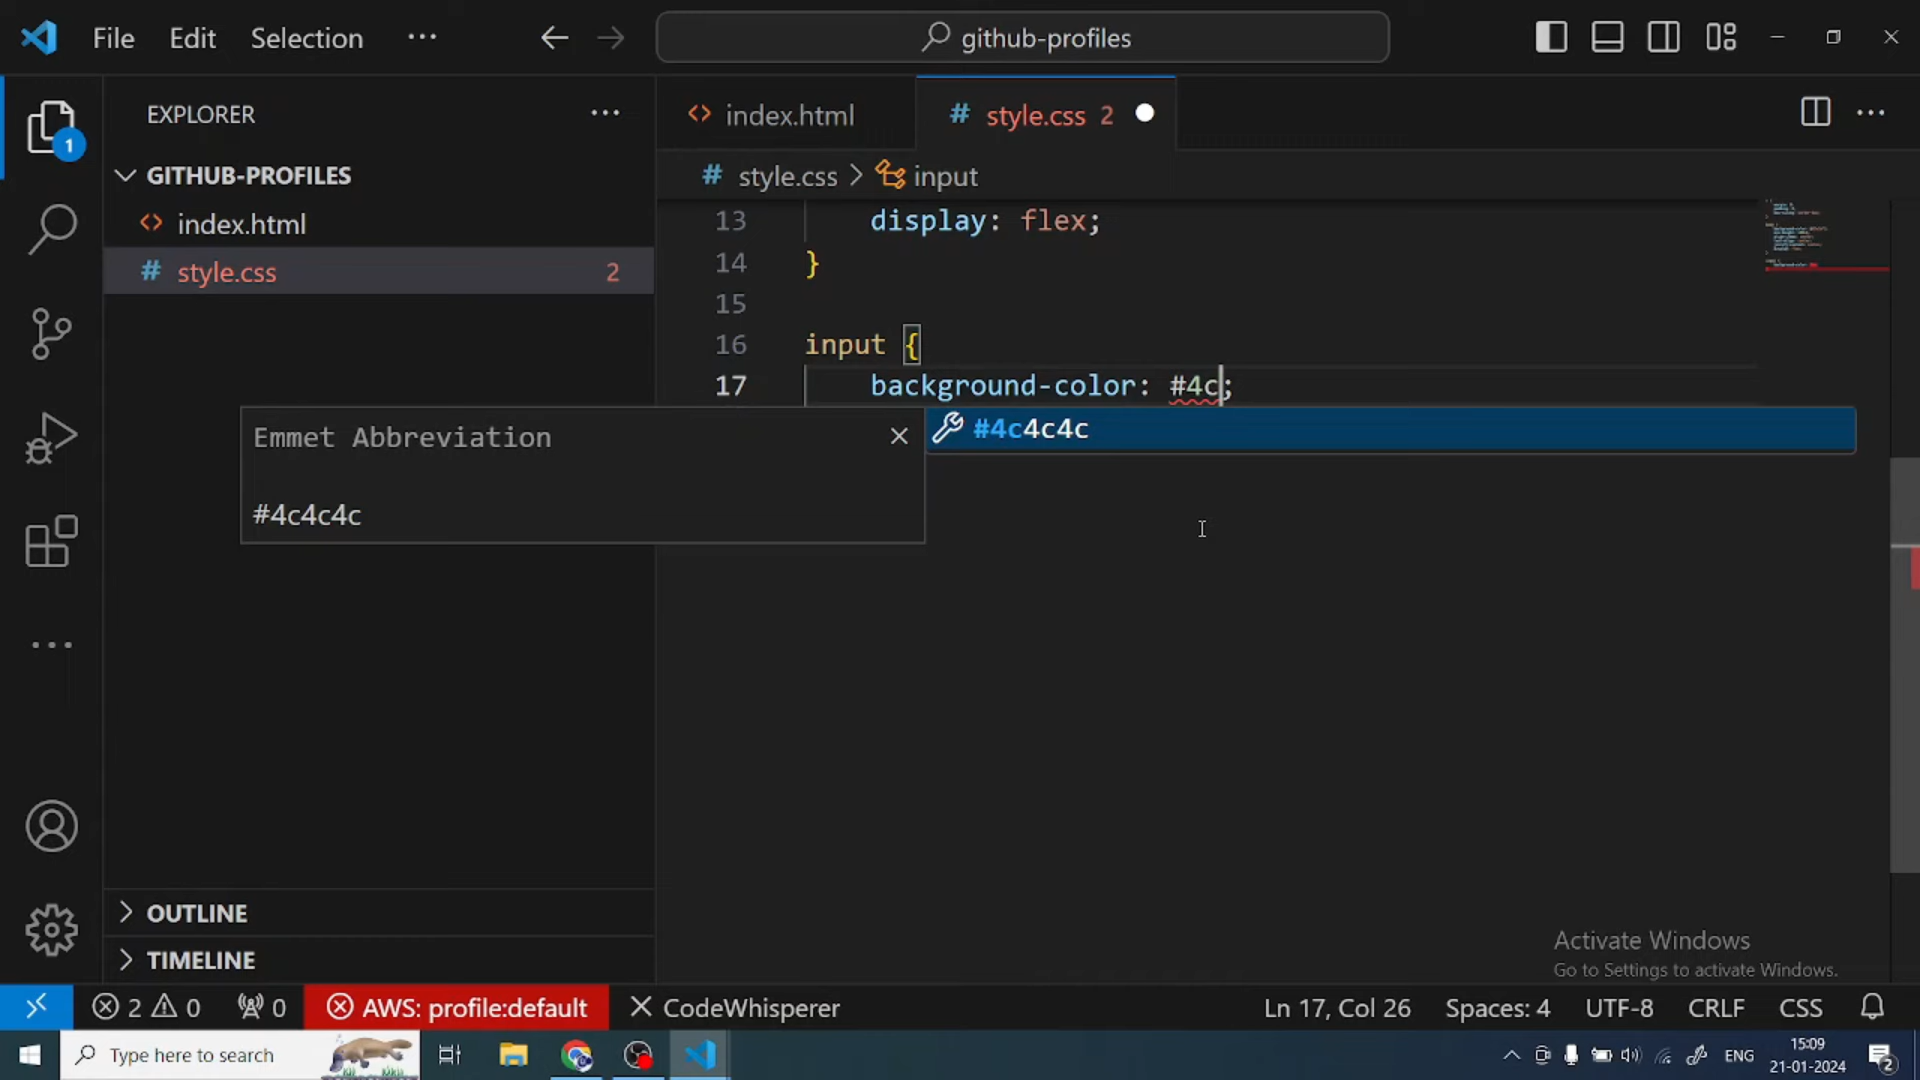 File Edit Selection ··· github-profiles
EXPLORER ···
1
GITHUB-PROFILES
index.html
style.css 2
index.html # style.css 2
# style.css > input
13 display: flex;
14 }
15
16 input {
17 background-color: #4c;
#4c4c4c
Emmet Abbreviation
#4c4c4c
OUTLINE
TIMELINE
Activate Windows
Go to Settings to activate Windows.
2 0 0 AWS: profile:default CodeWhisperer Ln 17, Col 26 Spaces: 4 UTF-8 CRLF CSS
Type here to search ENG 15:09
21-01-2024 2